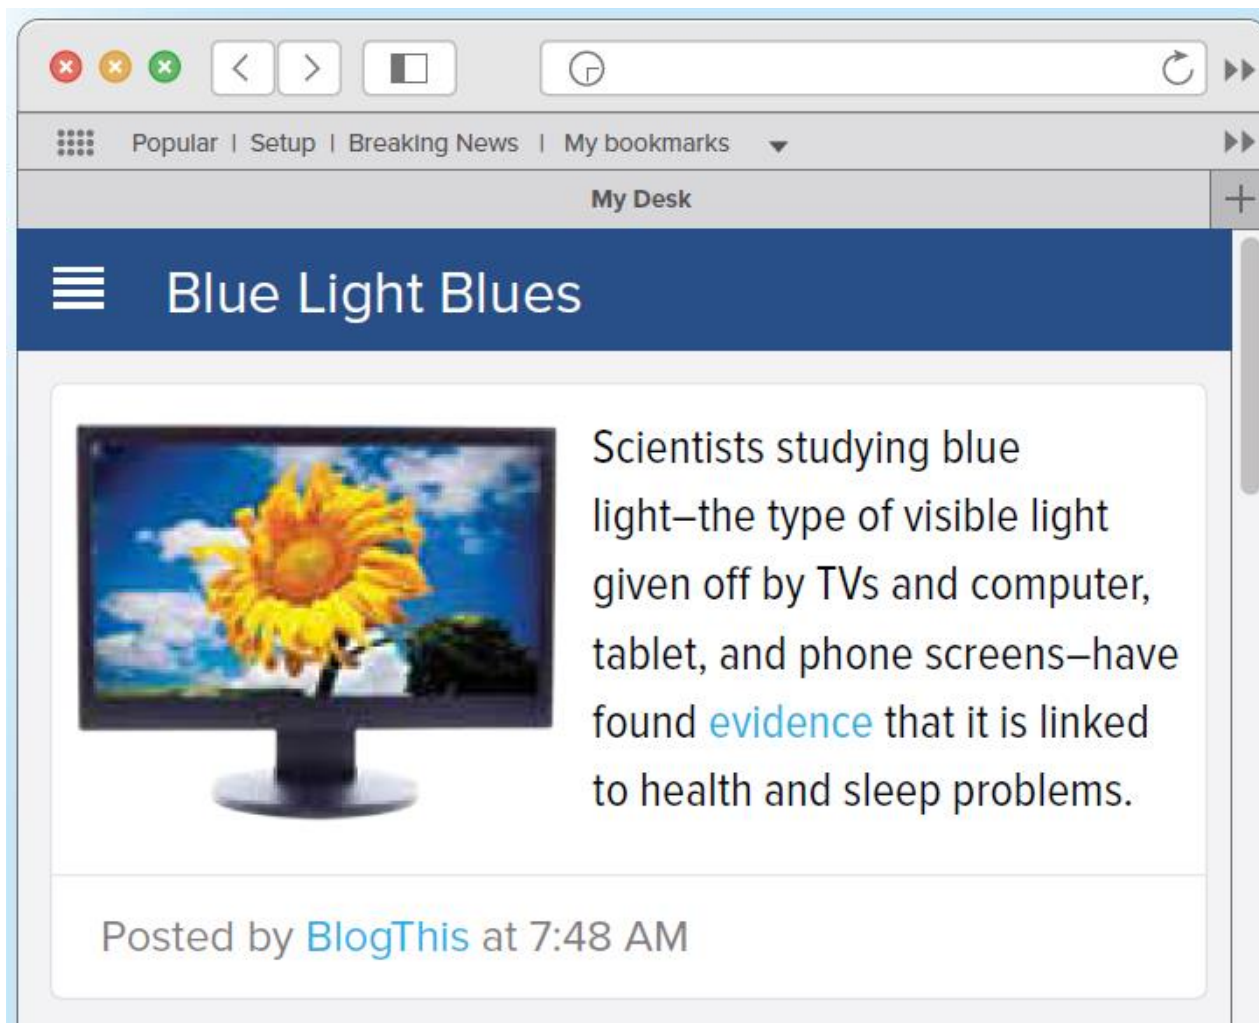 Popular | Setup | Breaking News | My bookmarks
My Desk
Blue Light Blues
Scientists studying blue
light–the type of visible light
given off by TVs and computer,
tablet, and phone screens–have
found evidence that it is linked
to health and sleep problems.
Posted by BlogThis at 7:48 AM